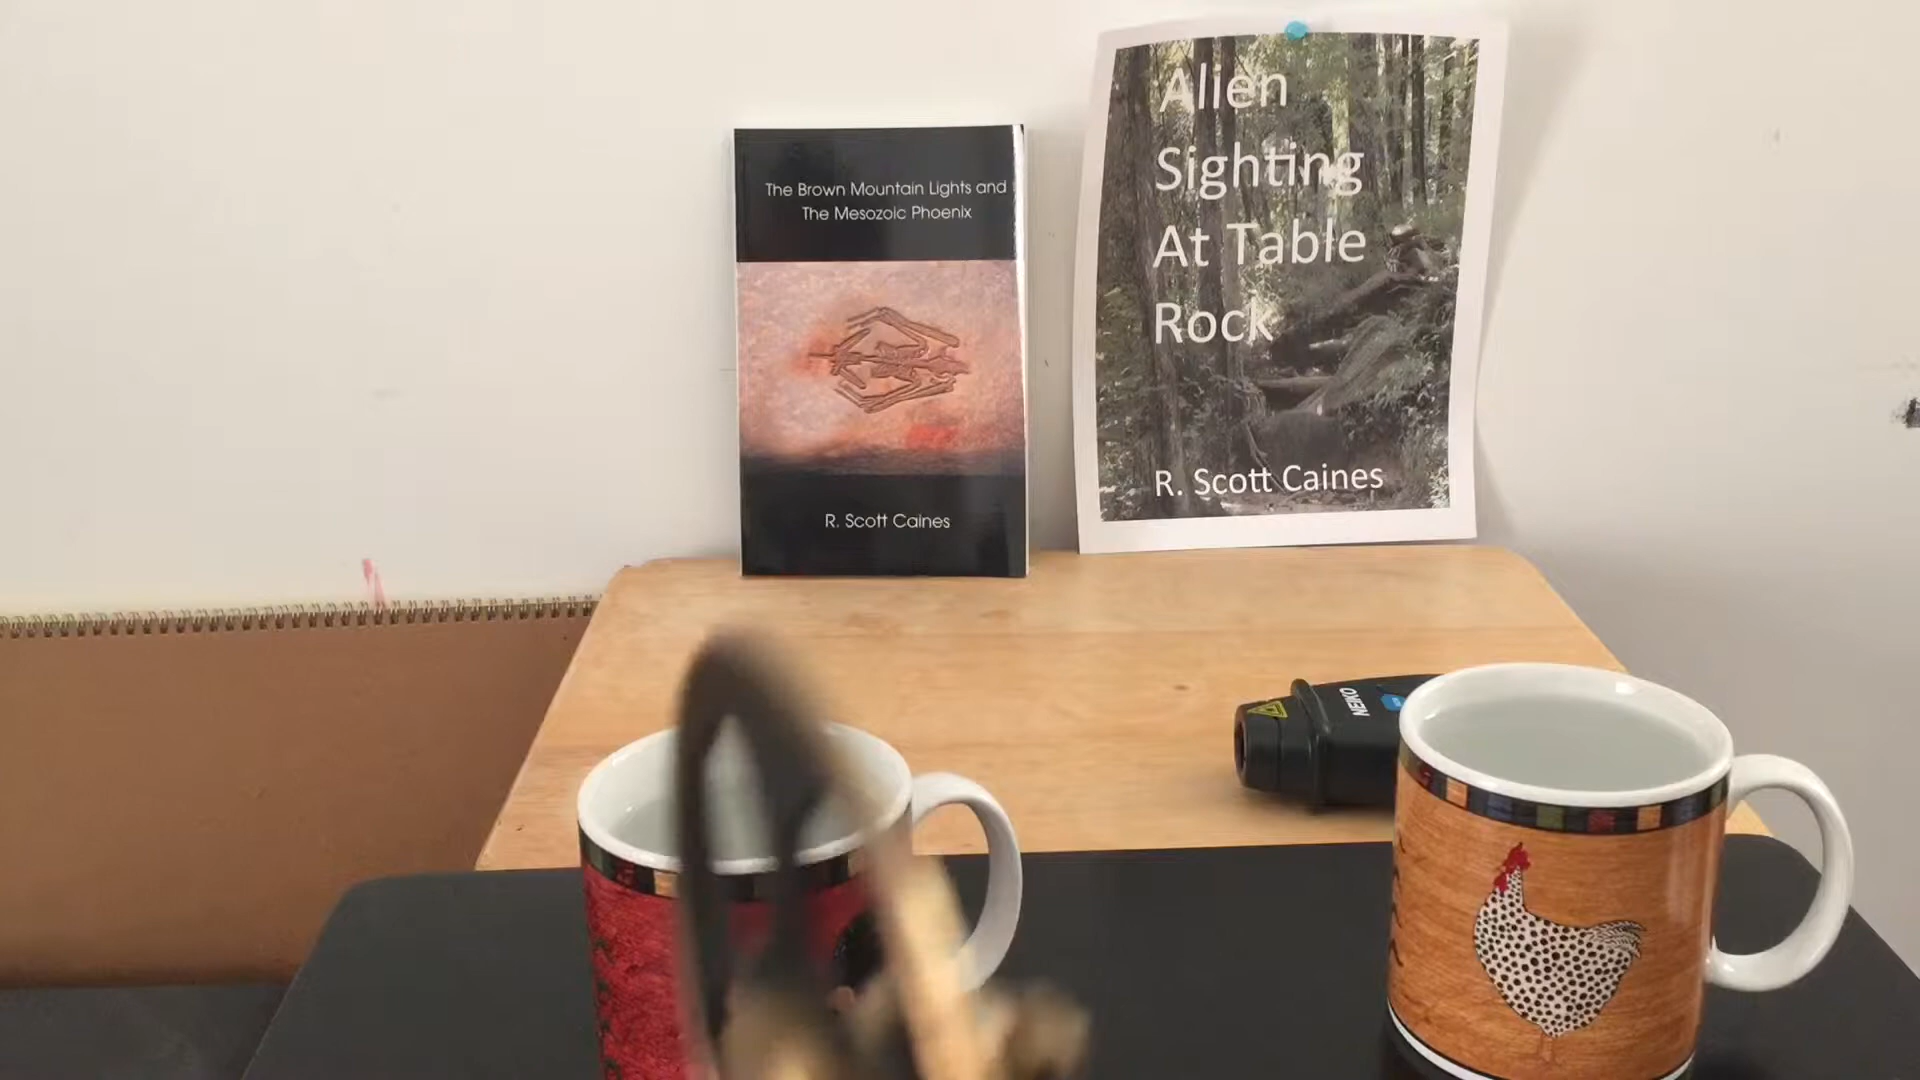 The Brown Mountain Lights and
The Mesozoic Phoenix
R. Scott Caines
Alien
Sighting
At Table
Rock
R. Scott Caines
NEIKO